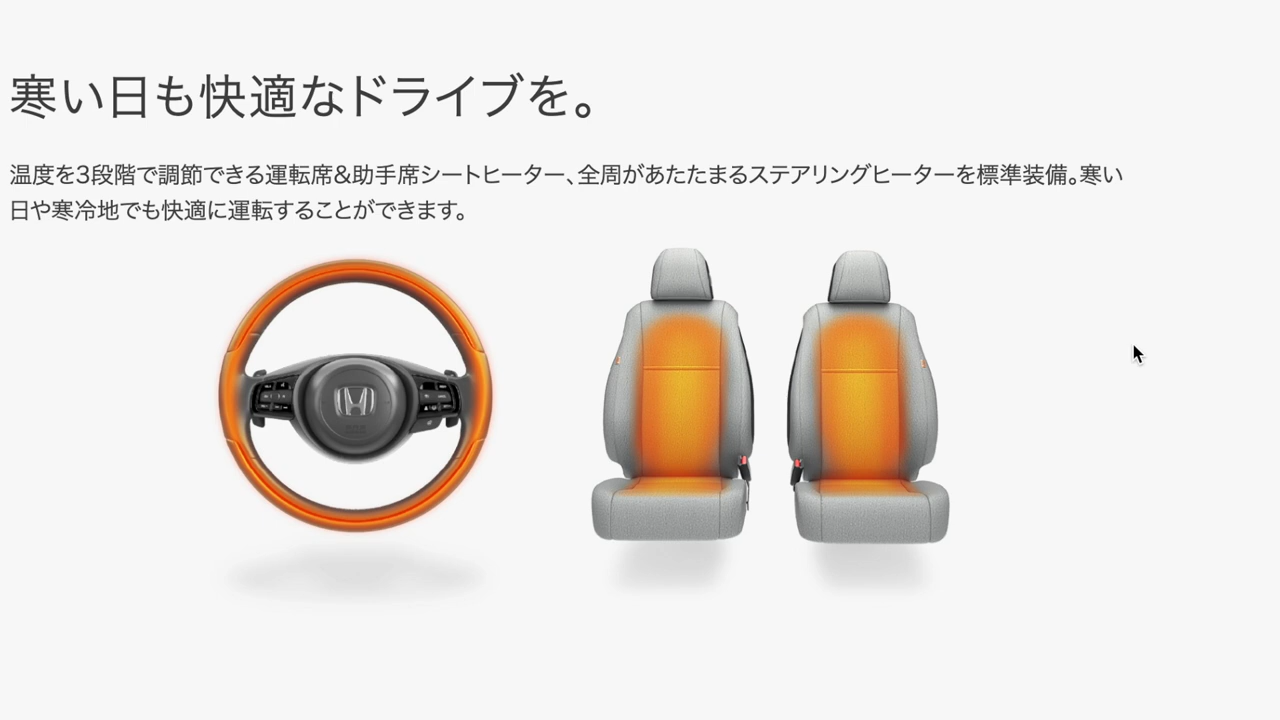 寒い日も快適なドライブを。
温度を3段階で調節できる運転席&助手席シートヒーター、全周があたたまるステアリングヒーターを標準装備。寒い
日や寒冷地でも快適に運転することができます。